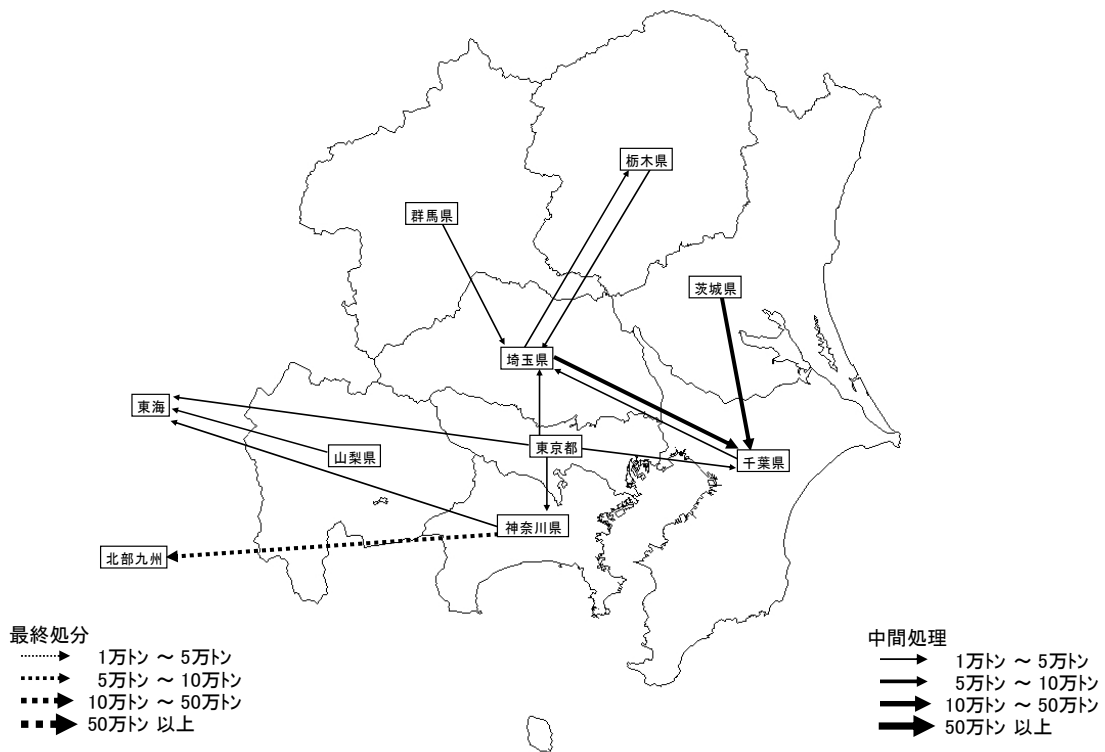 栃木県
群馬県
茨城県
埼玉県
東海
東京都
山梨県
千葉県
神奈川県
北部九州
最終処分
1万トン ～ 5万トン
5万トン ～ 10万トン
10万トン ～ 50万トン
50万トン 以上
中間処理
1万トン ～ 5万トン
5万トン ～ 10万トン
10万トン ～ 50万トン
50万トン 以上